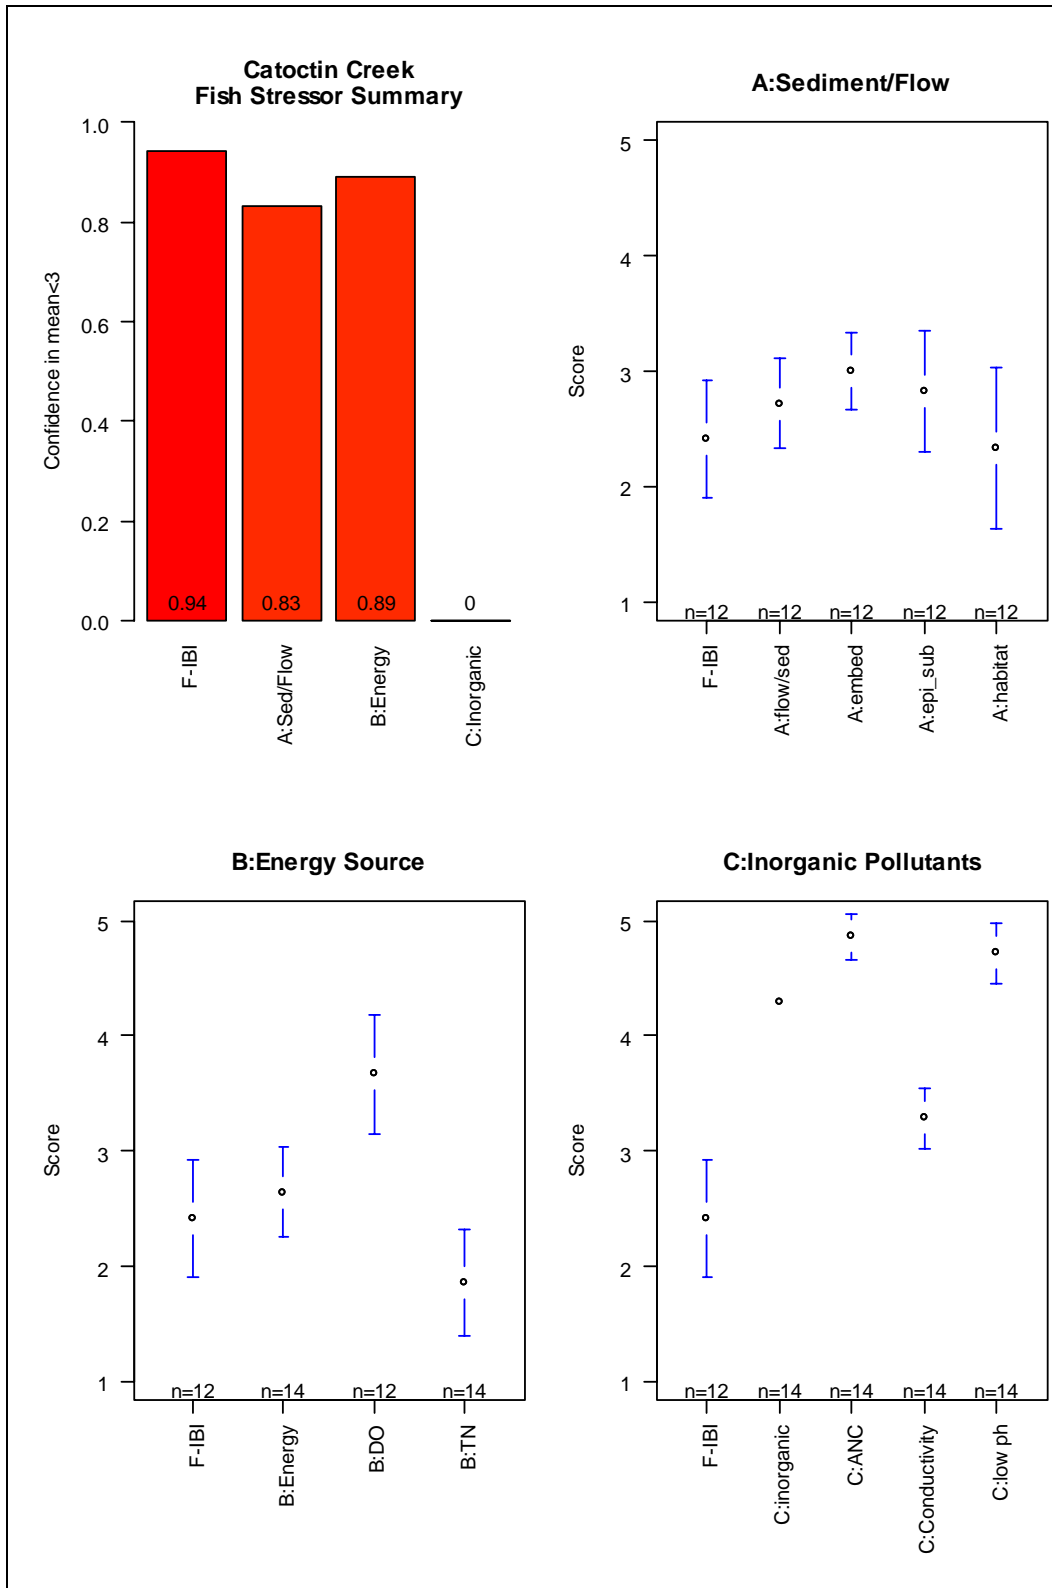 Catoctin Creek
Fish Stressor Summary
Confidence in mean<3
1.0
0.8
0.6
0.4
0.2
0.0
0.94
0.83
0.89
0
F-IBI
A:Sed/Flow
B:Energy
C:Inorganic
A:Sediment/Flow
Score
5
4
3
2
1
n=12
n=12
n=12
n=12
n=12
F-IBI
A:flow/sed
A:embed
A:epi_sub
A:habitat
B:Energy Source
Score
5
4
3
2
1
n=12
n=14
n=12
n=14
F-IBI
B:Energy
B:DO
B:TN
C:Inorganic Pollutants
Score
5
4
3
2
1
n=12
n=14
n=14
n=14
n=14
F-IBI
C:inorganic
C:ANC
C:Conductivity
C:low ph